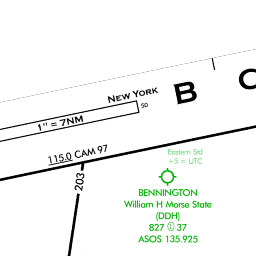 New York
50
B
1" = 7NM
115.0 CAM 97
Eastern Std
+5 = UTC
203
BENNINGTON
William H Morse State
(DDH)
827 Ⓛ 37
ASOS 135.925